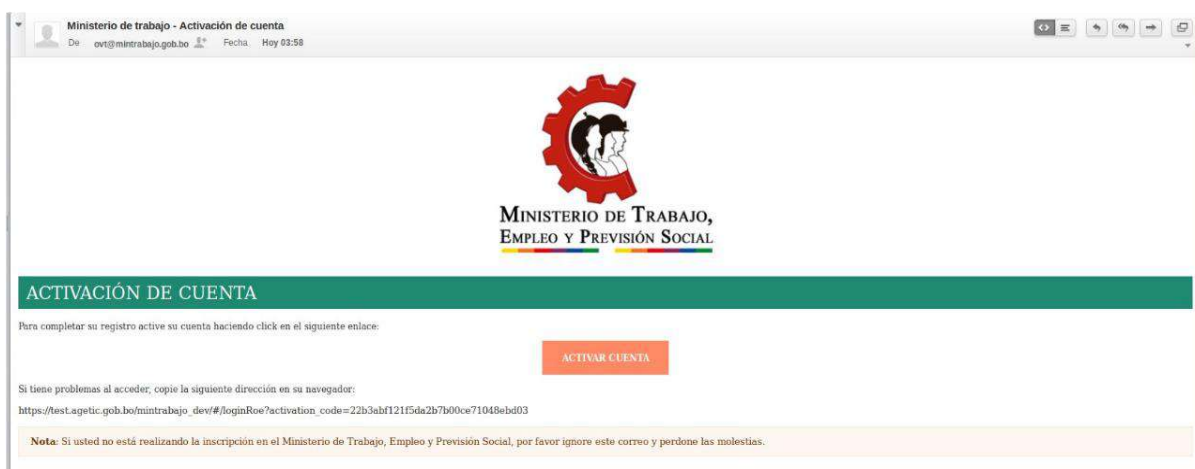 Ministerio de trabajo - Activación de cuenta
De ovt@mintrabajo.gob.bo Fecha Hoy 03:58
MINISTERIO DE TRABAJO,
EMPLEO Y PREVISIÓN SOCIAL
ACTIVACIÓN DE CUENTA
Para completar su registro active su cuenta haciendo click en el siguiente enlace:
ACTIVAR CUENTA
Si tiene problemas al acceder, copie la siguiente dirección en su navegador:
https://test.agetic.gob.bo/mintrabajo_dev/#/loginRoe?activation_code=22b3abf121f5da2b7b00ce71048ebd03
Nota: Si usted no está realizando la inscripción en el Ministerio de Trabajo, Empleo y Previsión Social, por favor ignore este correo y perdone las molestias.